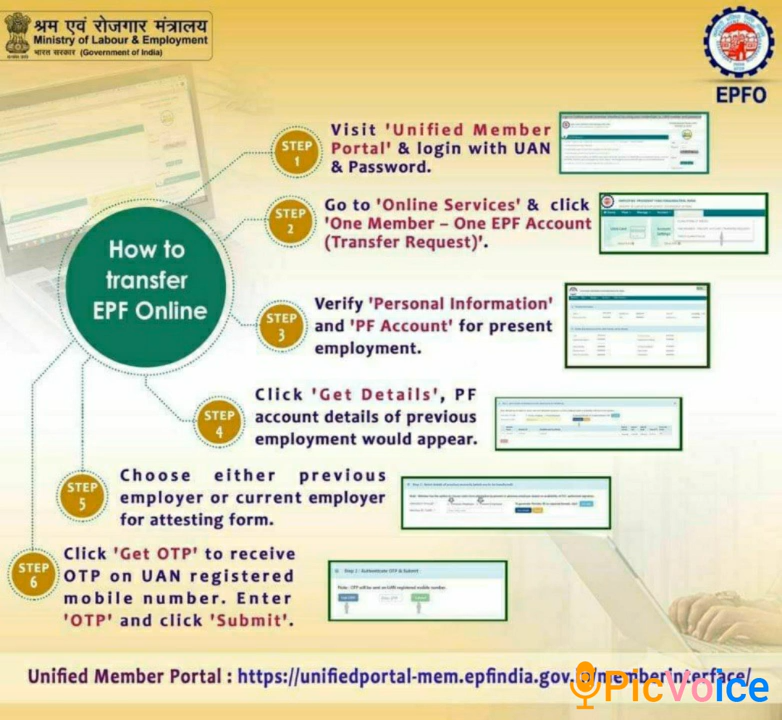 श्रम एवं रोजगार मंत्रालय
Ministry of Labour & Employment
भारत सरकार (Government of India)
EPFO
How to
transfer
EPF Online
STEP
1
Visit 'Unified Member
Portal' & login with UAN
& Password.
STEP
2
Go to 'Online Services' & click
'One Member – One EPF Account
(Transfer Request)'.
STEP
3
Verify 'Personal Information'
and 'PF Account' for present
employment.
STEP
4
Click 'Get Details', PF
account details of previous
employment would appear.
STEP
5
Choose either previous
employer or current employer
for attesting form.
STEP
6
Click 'Get OTP' to receive
OTP on UAN registered
mobile number. Enter
'OTP' and click 'Submit'.
Unified Member Portal : https://unifiedportal-mem.epfindia.gov.in/memberinterface/
PicVoice